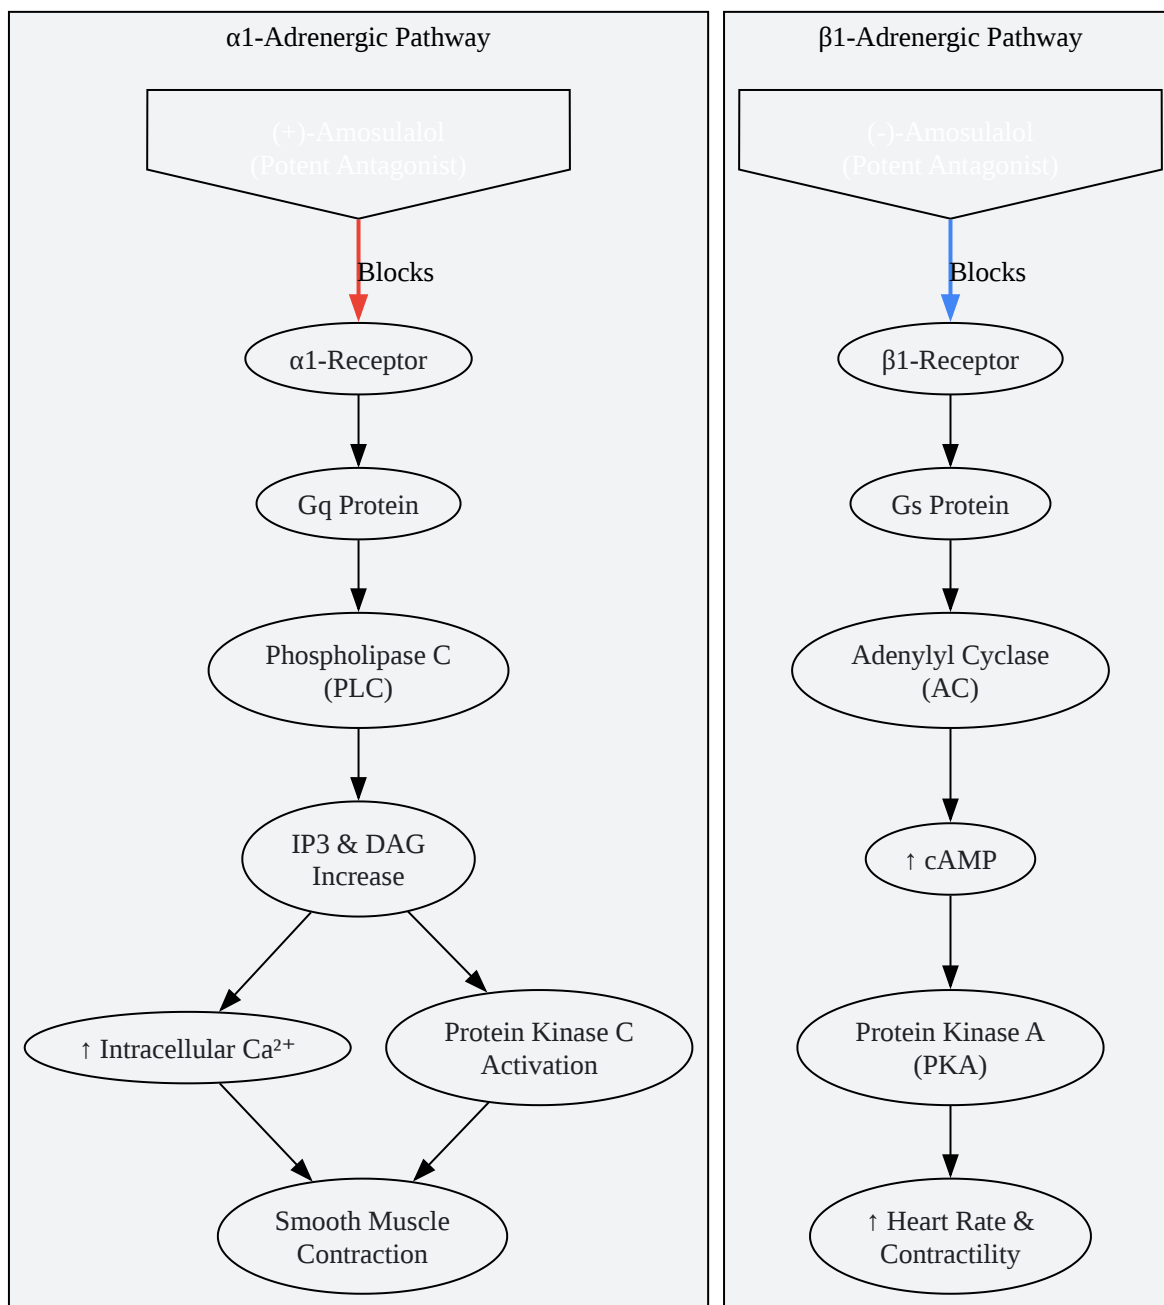 α1-Adrenergic Pathway
(+)-Amosulalol
(Potent Antagonist)
Blocks
α1-Receptor
Gq Protein
Phospholipase C
(PLC)
IP3 & DAG
Increase
↑ Intracellular Ca²⁺
Protein Kinase C
Activation
Smooth Muscle
Contraction
β1-Adrenergic Pathway
(-)-Amosulalol
(Potent Antagonist)
Blocks
β1-Receptor
Gs Protein
Adenylyl Cyclase
(AC)
↑ cAMP
Protein Kinase A
(PKA)
↑ Heart Rate &
Contractility